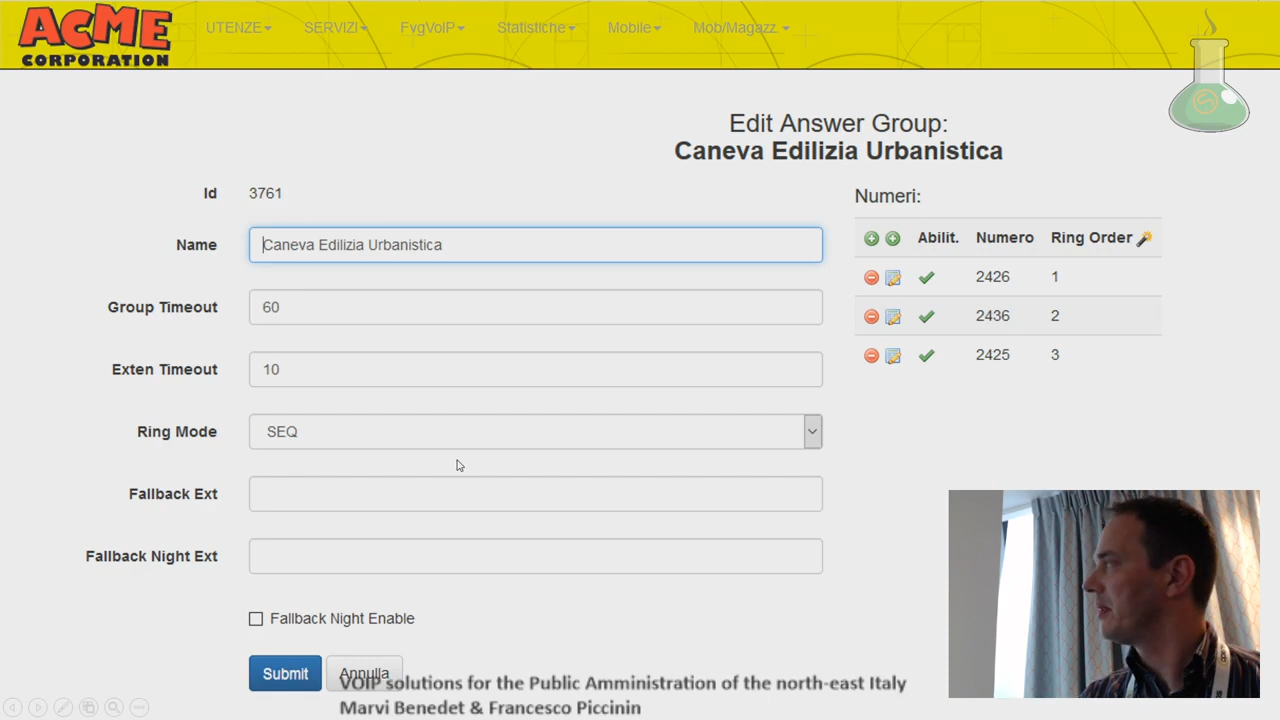 ACME
CORPORATION
UTENZE SERVIZI FvgVoIP Statistiche Mobile Mob/Magazz.
Edit Answer Group:
Caneva Edilizia Urbanistica
Id 3761
Name Caneva Edilizia Urbanistica
Group Timeout 60
Exten Timeout 10
Ring Mode SEQ
Fallback Ext
Fallback Night Ext
Fallback Night Enable
Submit Annulla
Numeri:
Abilit. Numero Ring Order
2426 1
2436 2
2425 3
VOIP solutions for the Public Amministration of the north-east Italy
Marvi Benedet & Francesco Piccinin